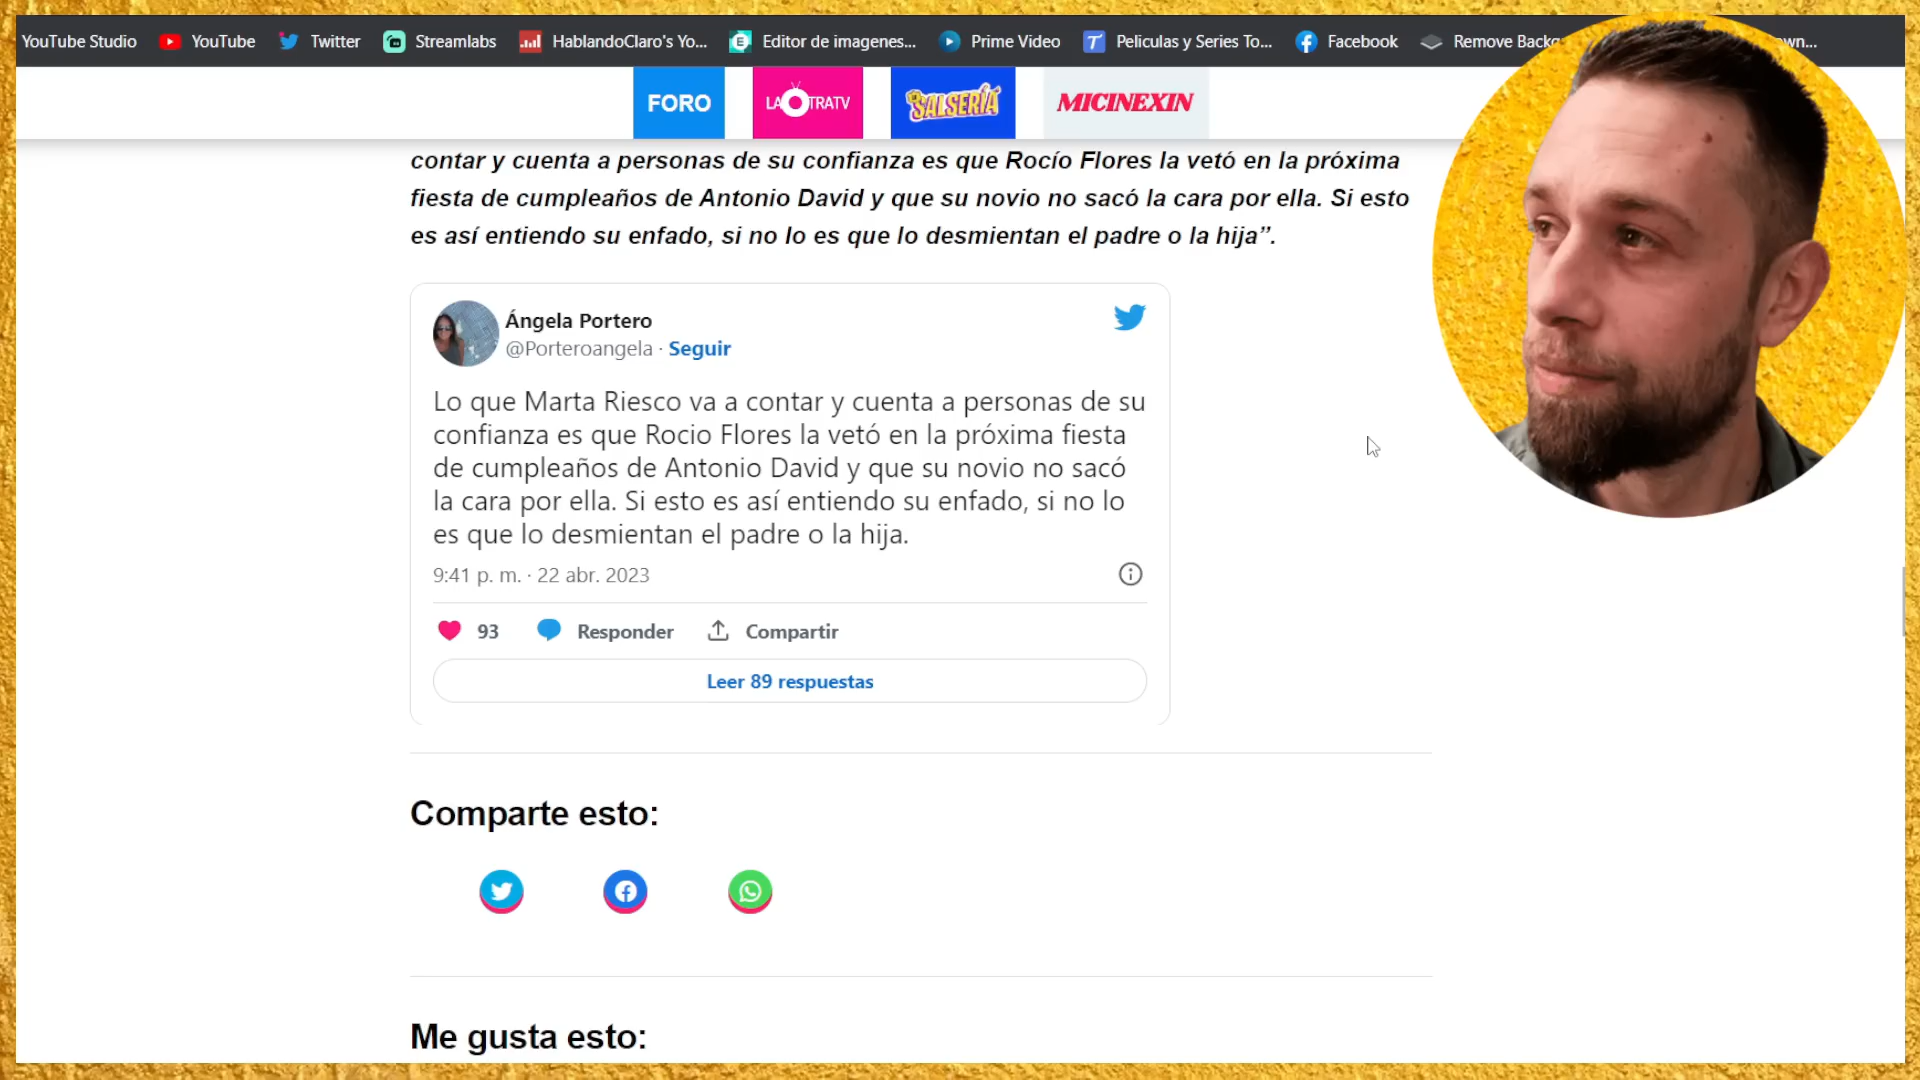 YouTube Studio YouTube Twitter Streamlabs HablandoClaro's Yo... Editor de imagenes... Prime Video Peliculas y Series To... Facebook Remove Backg own...
FORO LA OTRATV SALSERÍA MICINEXIN
contar y cuenta a personas de su confianza es que Rocío Flores la vetó en la próxima
fiesta de cumpleaños de Antonio David y que su novio no sacó la cara por ella. Si esto
es así entiendo su enfado, si no lo es que lo desmientan el padre o la hija”.
Ángela Portero
@Porteroangela · Seguir
Lo que Marta Riesco va a contar y cuenta a personas de su
confianza es que Rocio Flores la vetó en la próxima fiesta
de cumpleaños de Antonio David y que su novio no sacó
la cara por ella. Si esto es así entiendo su enfado, si no lo
es que lo desmientan el padre o la hija.
9:41 p. m. · 22 abr. 2023
93 Responder Compartir
Leer 89 respuestas
Comparte esto:
Me gusta esto: